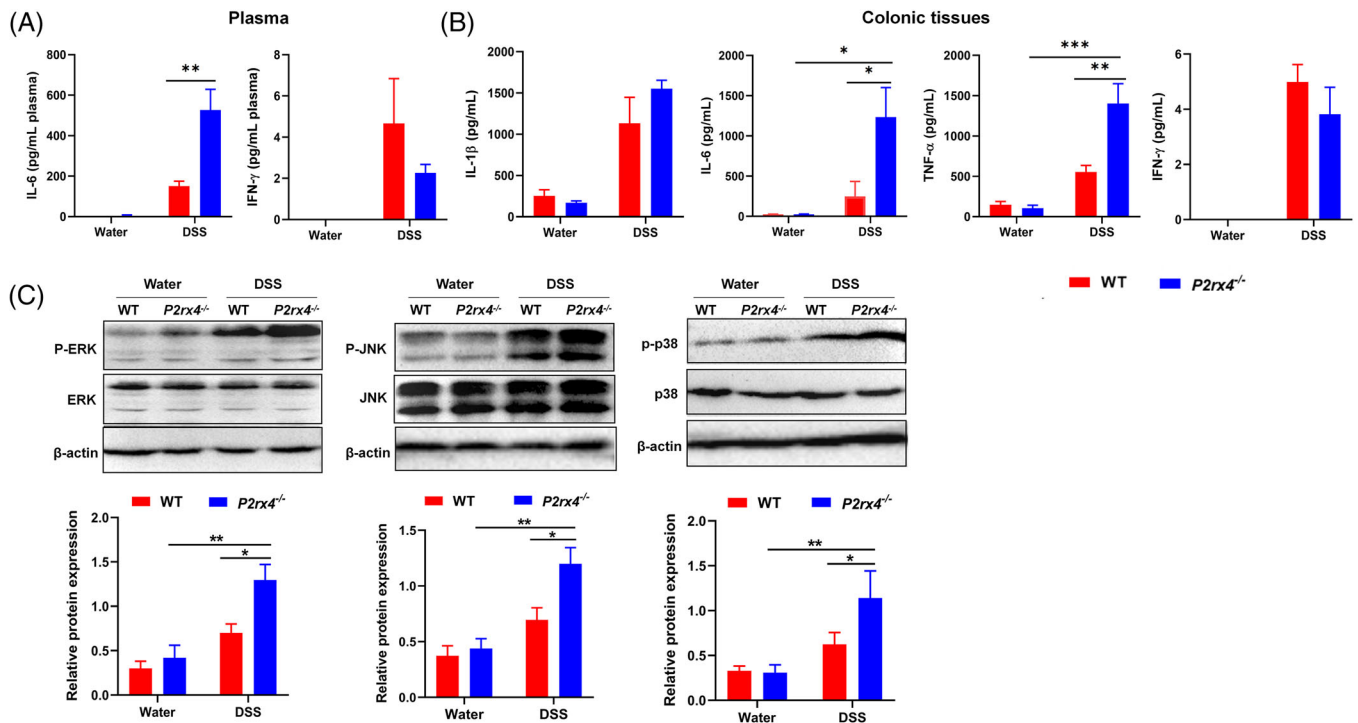 (A)
Plasma
IL-6 (pg/mL plasma)
800
600
400
200
0
**
Water
DSS
IFN-γ (pg/mL plasma)
8
6
4
2
0
Water
DSS
(B)
Colonic tissues
IL-1β (pg/mL)
2000
1500
1000
500
0
Water
DSS
IL-6 (pg/mL)
2000
1500
1000
500
0
*
*
Water
DSS
TNF-α (pg/mL)
2000
1500
1000
500
0
***
**
Water
DSS
IFN-γ (pg/mL)
6
4
2
0
Water
DSS
WT
P2rx4-/-
(C)
Water
DSS
WT P2rx4-/- WT P2rx4-/-
P-ERK
ERK
β-actin
Water
DSS
WT P2rx4-/- WT P2rx4-/-
P-JNK
JNK
β-actin
Water
DSS
WT P2rx4-/- WT P2rx4-/-
p-p38
p38
β-actin
WT P2rx4-/-
Relative protein expression
2.0
1.5
1.0
0.5
0.0
**
*
Water
DSS
WT P2rx4-/-
Relative protein expression
1.5
1.0
0.5
0.0
**
*
Water
DSS
WT P2rx4-/-
Relative protein expression
2.0
1.5
1.0
0.5
0.0
**
*
Water
DSS